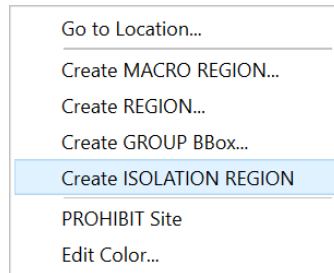 Go to Location...
Create MACRO REGION...
Create REGION...
Create GROUP BBox...
Create ISOLATION REGION
PROHIBIT Site
Edit Color...